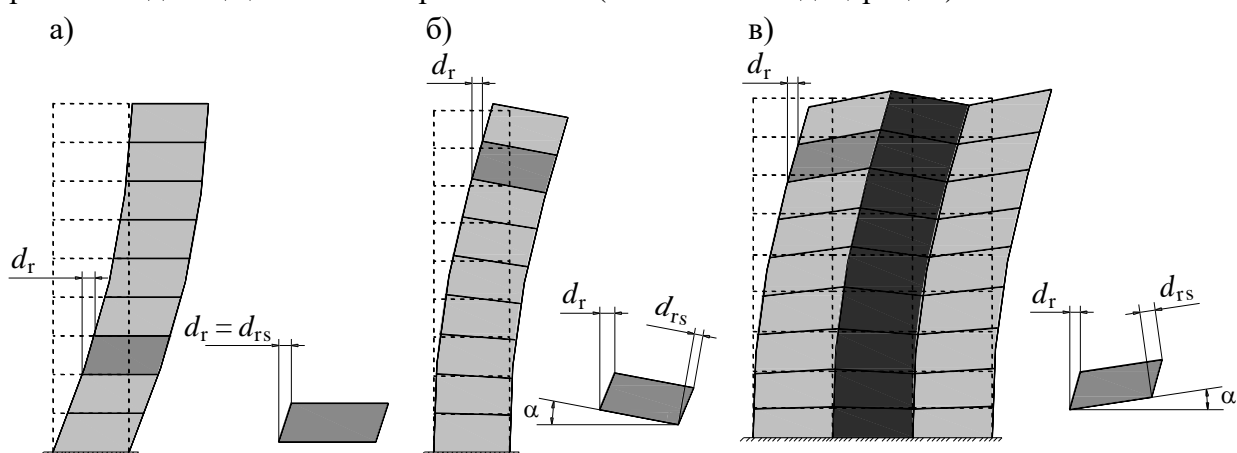 а)
б)
в)
d_r
d_r
d_r
d_r = d_rs
d_r
d_rs
α
d_r
d_rs
α